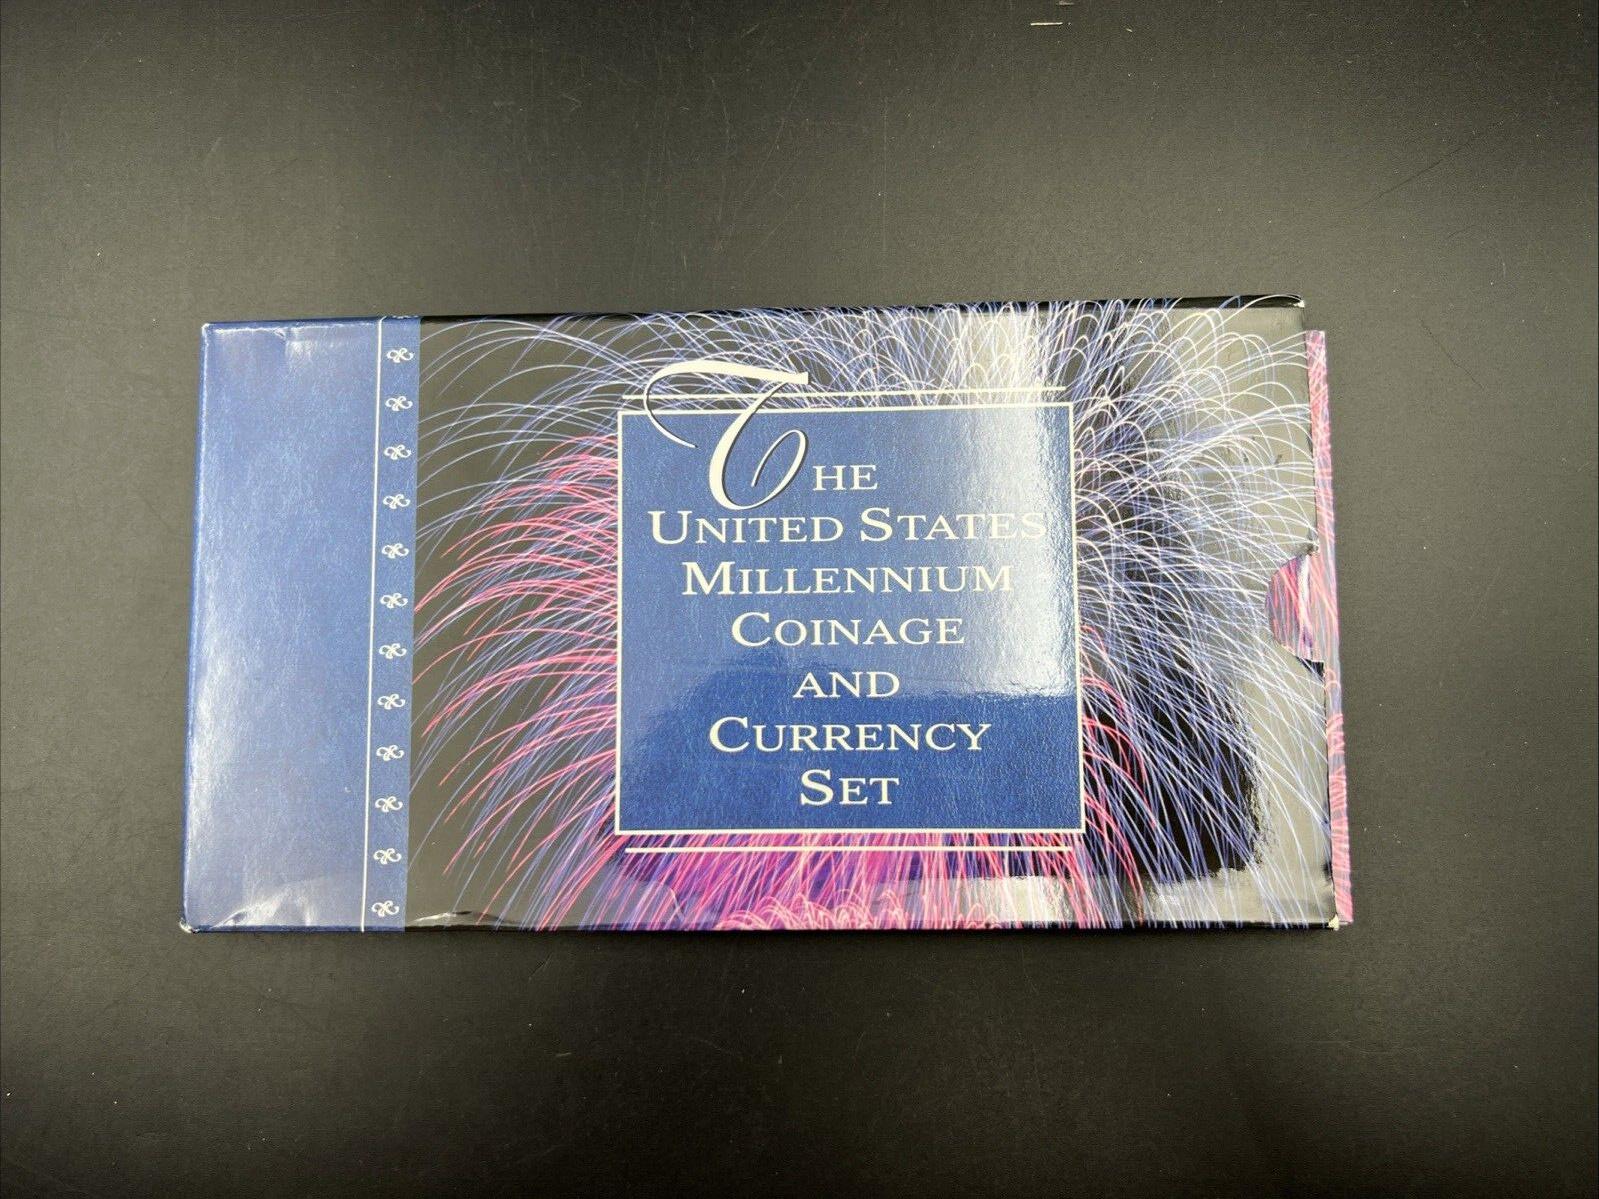 The
United States
Millennium
Coinage
and
Currency
Set